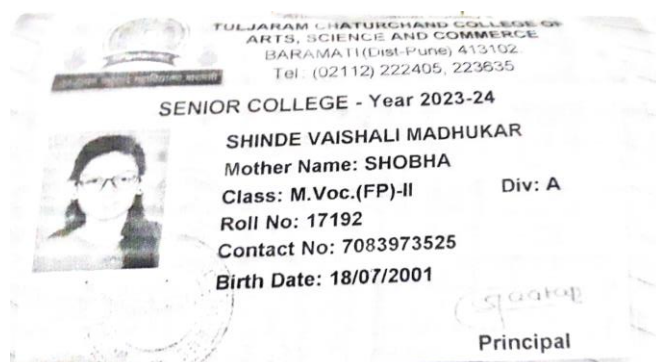 TULJARAM CHATURCHAND COLLEGE OF
ARTS, SCIENCE AND COMMERCE
BARAMATI(Dist-Pune) 413102.
Tel: (02112) 222405, 223635
SENIOR COLLEGE - Year 2023-24
SHINDE VAISHALI MADHUKAR
Mother Name: SHOBHA
Class: M.Voc.(FP)-II Div: A
Roll No: 17192
Contact No: 7083973525
Birth Date: 18/07/2001
Principal